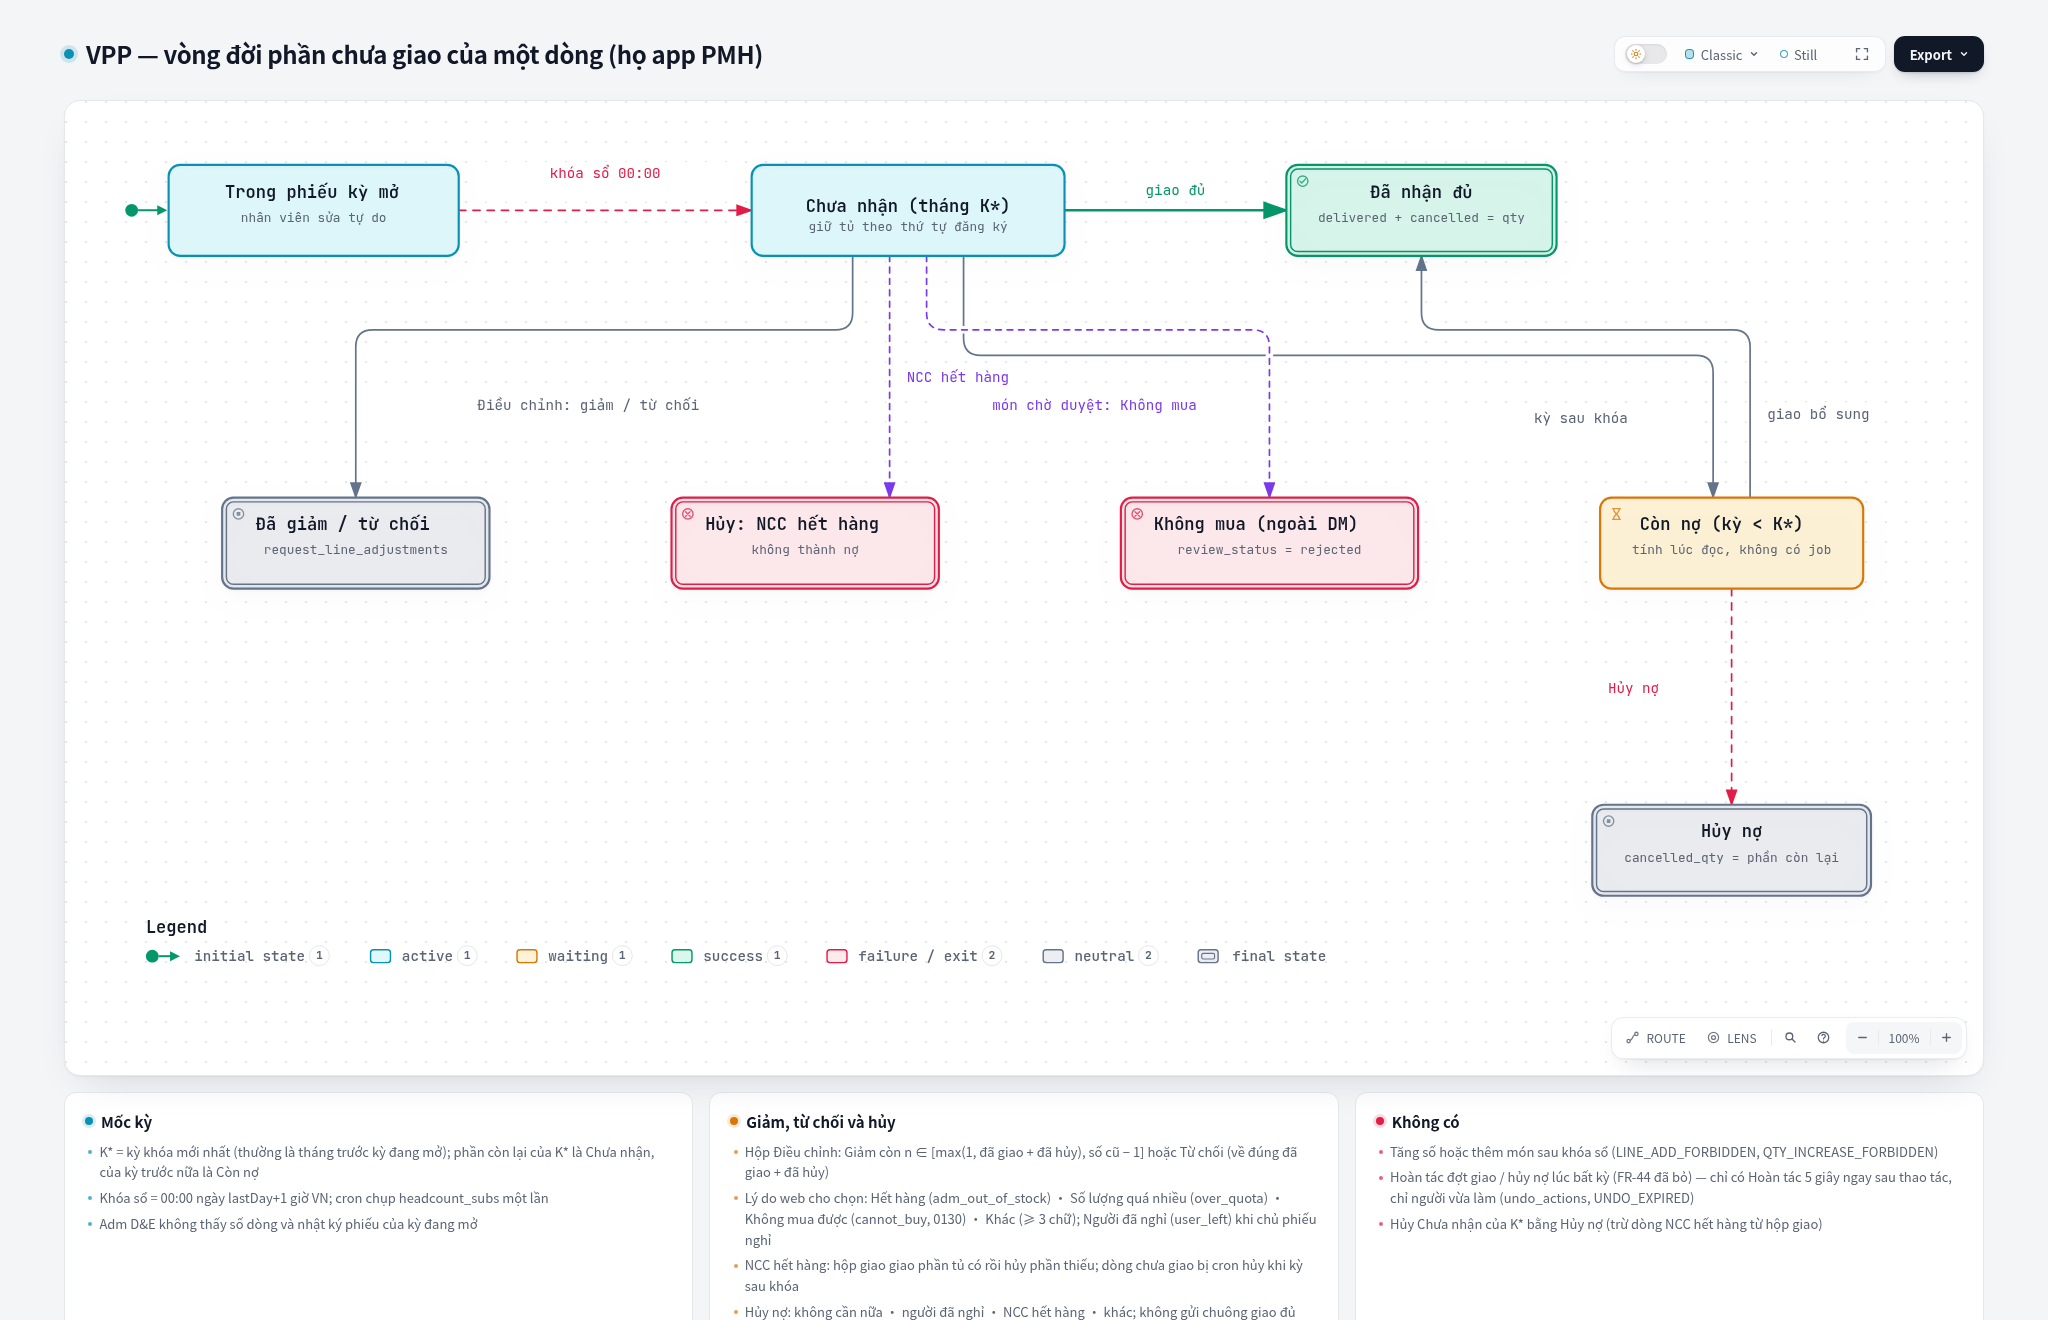 VPP — vòng đời phần chưa giao của một dòng (họ app PMH)
Classic
Still
Export
Trong phiếu kỳ mở
nhân viên sửa tự do
khóa sổ 00:00
Chưa nhận (tháng K*)
giữ tủ theo thứ tự đăng ký
giao đủ
Đã nhận đủ
delivered + cancelled = qty
NCC hết hàng
Điều chỉnh: giảm / từ chối
món chờ duyệt: Không mua
kỳ sau khóa
giao bổ sung
Đã giảm / từ chối
request_line_adjustments
Hủy: NCC hết hàng
không thành nợ
Không mua (ngoài DM)
review_status = rejected
Còn nợ (kỳ < K*)
tính lúc đọc, không có job
Hủy nợ
Hủy nợ
cancelled_qty = phần còn lại
Legend
initial state 1
active 1
waiting 1
success 1
failure / exit 2
neutral 2
final state
ROUTE
LENS
100%
Mốc kỳ
• K* = kỳ khóa mới nhất (thường là tháng trước kỳ đang mở); phần còn lại của K* là Chưa nhận,
của kỳ trước nữa là Còn nợ
• Khóa sổ = 00:00 ngày lastDay+1 giờ VN; cron chụp headcount_subs một lần
• Adm D&E không thấy số dòng và nhật ký phiếu của kỳ đang mở
Giảm, từ chối và hủy
• Hộp Điều chỉnh: Giảm còn n ∈ [max(1, đã giao + đã hủy), số cũ − 1] hoặc Từ chối (về đúng đã
giao + đã hủy)
• Lý do web cho chọn: Hết hàng (adm_out_of_stock) • Số lượng quá nhiều (over_quota) •
Không mua được (cannot_buy, 0130) • Khác (⩾ 3 chữ); Người đã nghỉ (user_left) khi chủ phiếu
nghỉ
• NCC hết hàng: hộp giao giao phần tủ có rồi hủy phần thiếu; dòng chưa giao bị cron hủy khi kỳ
sau khóa
• Hủy nợ: không cần nữa • người đã nghỉ • NCC hết hàng • khác; không gửi chuông giao đủ
Không có
• Tăng số hoặc thêm món sau khóa sổ (LINE_ADD_FORBIDDEN, QTY_INCREASE_FORBIDDEN)
• Hoàn tác đợt giao / hủy nợ lúc bất kỳ (FR-44 đã bỏ) — chỉ có Hoàn tác 5 giây ngay sau thao tác,
chỉ người vừa làm (undo_actions, UNDO_EXPIRED)
• Hủy Chưa nhận của K* bằng Hủy nợ (trừ dòng NCC hết hàng từ hộp giao)